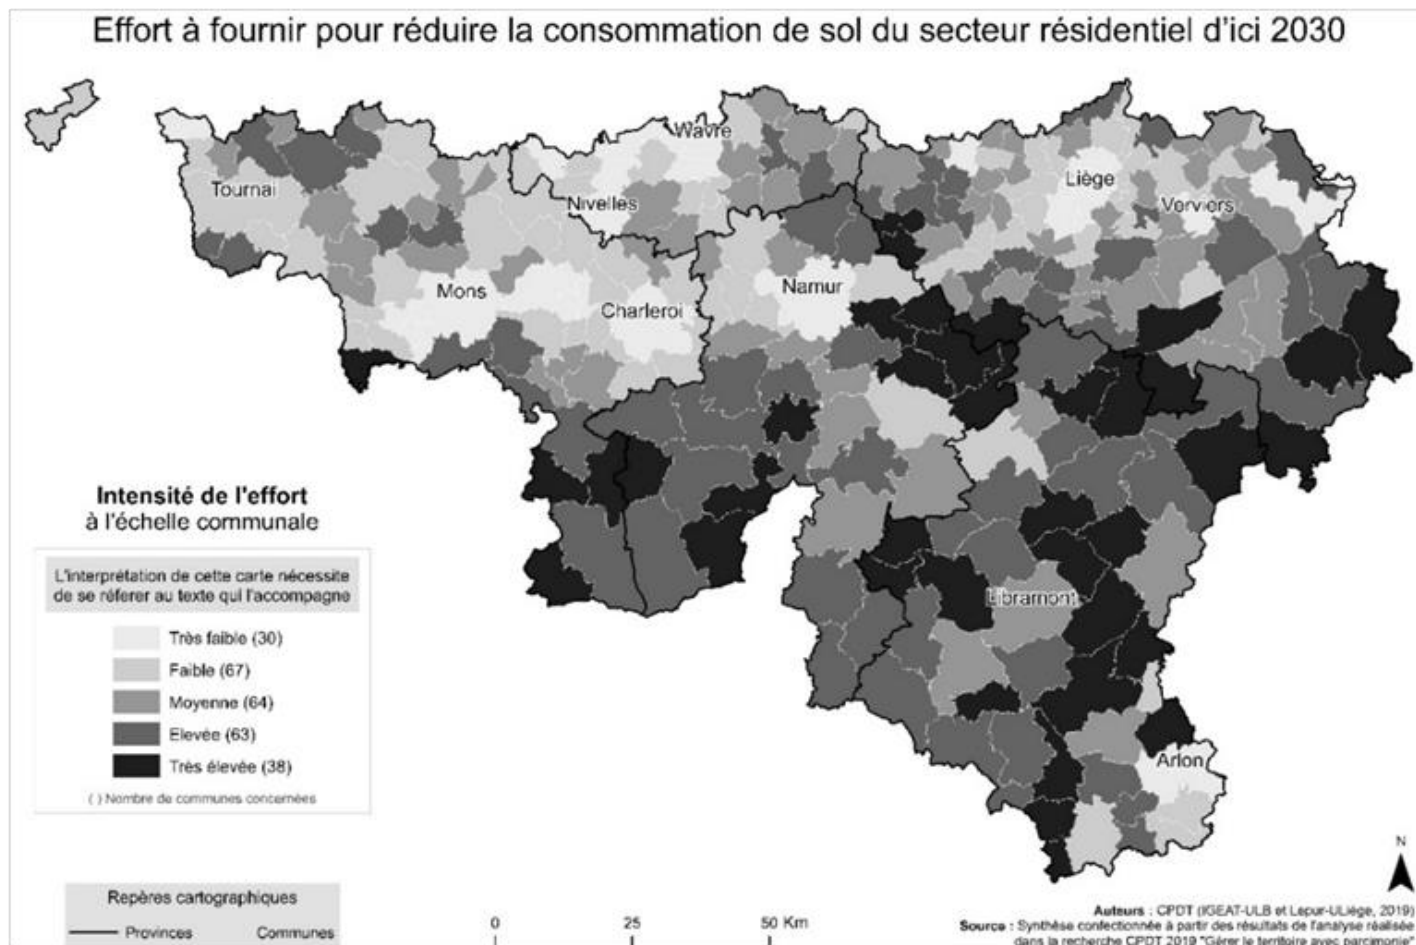 Effort à fournir pour réduire la consommation de sol du secteur résidentiel d'ici 2030
Wavre
Tournai
Liège
Nivelles
Verviers
Mons
Namur
Charleroi
Intensité de l'effort
à l'échelle communale
L'interprétation de cette carte nécessite
de se réferer au texte qui l'accompagne
Libramont
Très faible (30)
Faible (67)
Moyenne (64)
Elevée (63)
Très élevée (38)
( ) Nombre de communes concernées
Arlon
N
Repères cartographiques
Provinces Communes
0 25 50 Km
Auteurs : CPDT (IGEAT-ULB et Lepur-ULiège, 2019)
Source : Synthèse confectionnée à partir des résultats de l'analyse réalisée
dans la recherche CPDT 2019 "Gérer le territoire avec parcimonie"